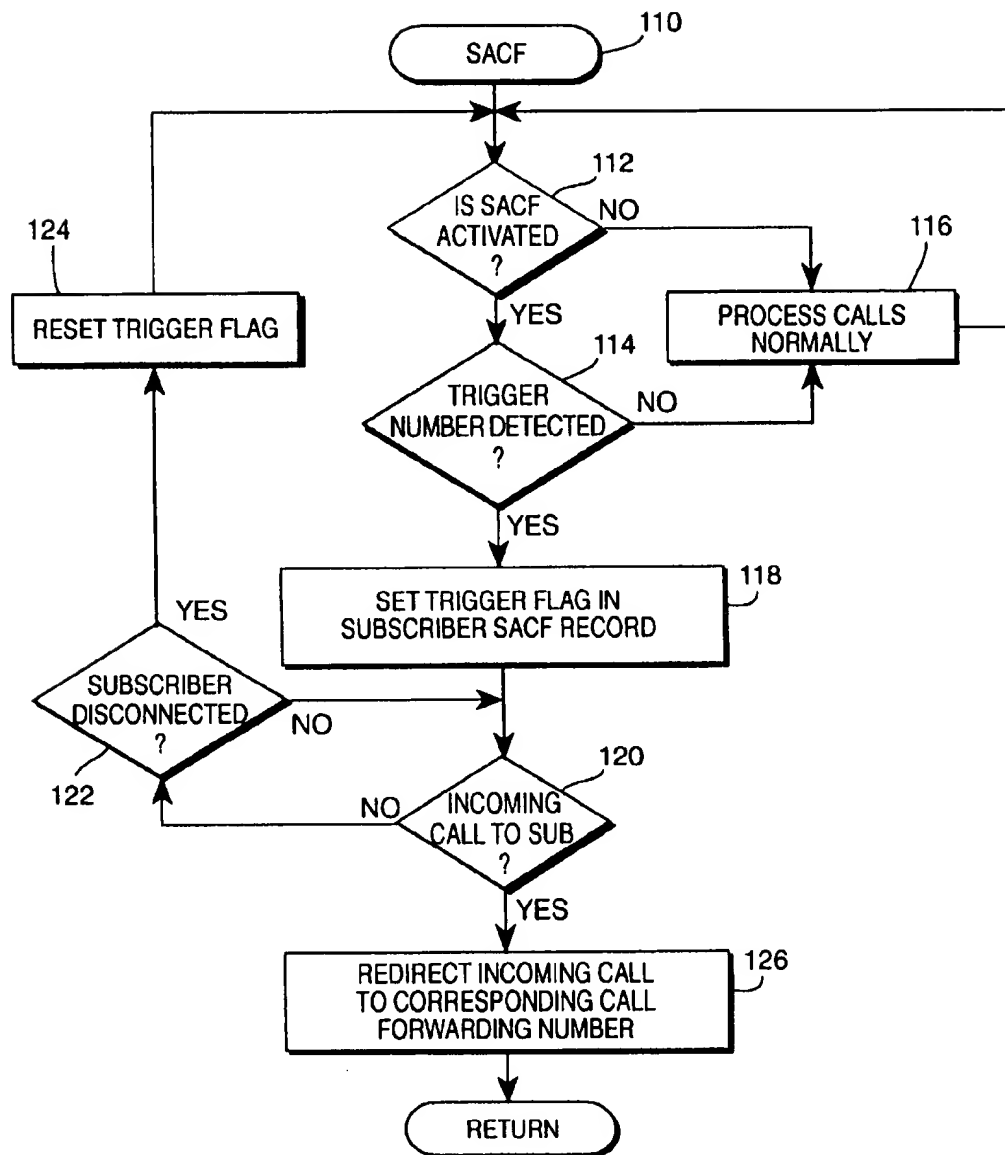 SACF
110
IS SACF
ACTIVATED
?
112
NO
YES
124
RESET TRIGGER FLAG
116
PROCESS CALLS
NORMALLY
TRIGGER
NUMBER DETECTED
?
114
NO
YES
SET TRIGGER FLAG IN
SUBSCRIBER SACF RECORD
118
YES
SUBSCRIBER
DISCONNECTED
?
NO
122
INCOMING
CALL TO SUB
?
120
NO
YES
REDIRECT INCOMING CALL
TO CORRESPONDING CALL
FORWARDING NUMBER
126
RETURN